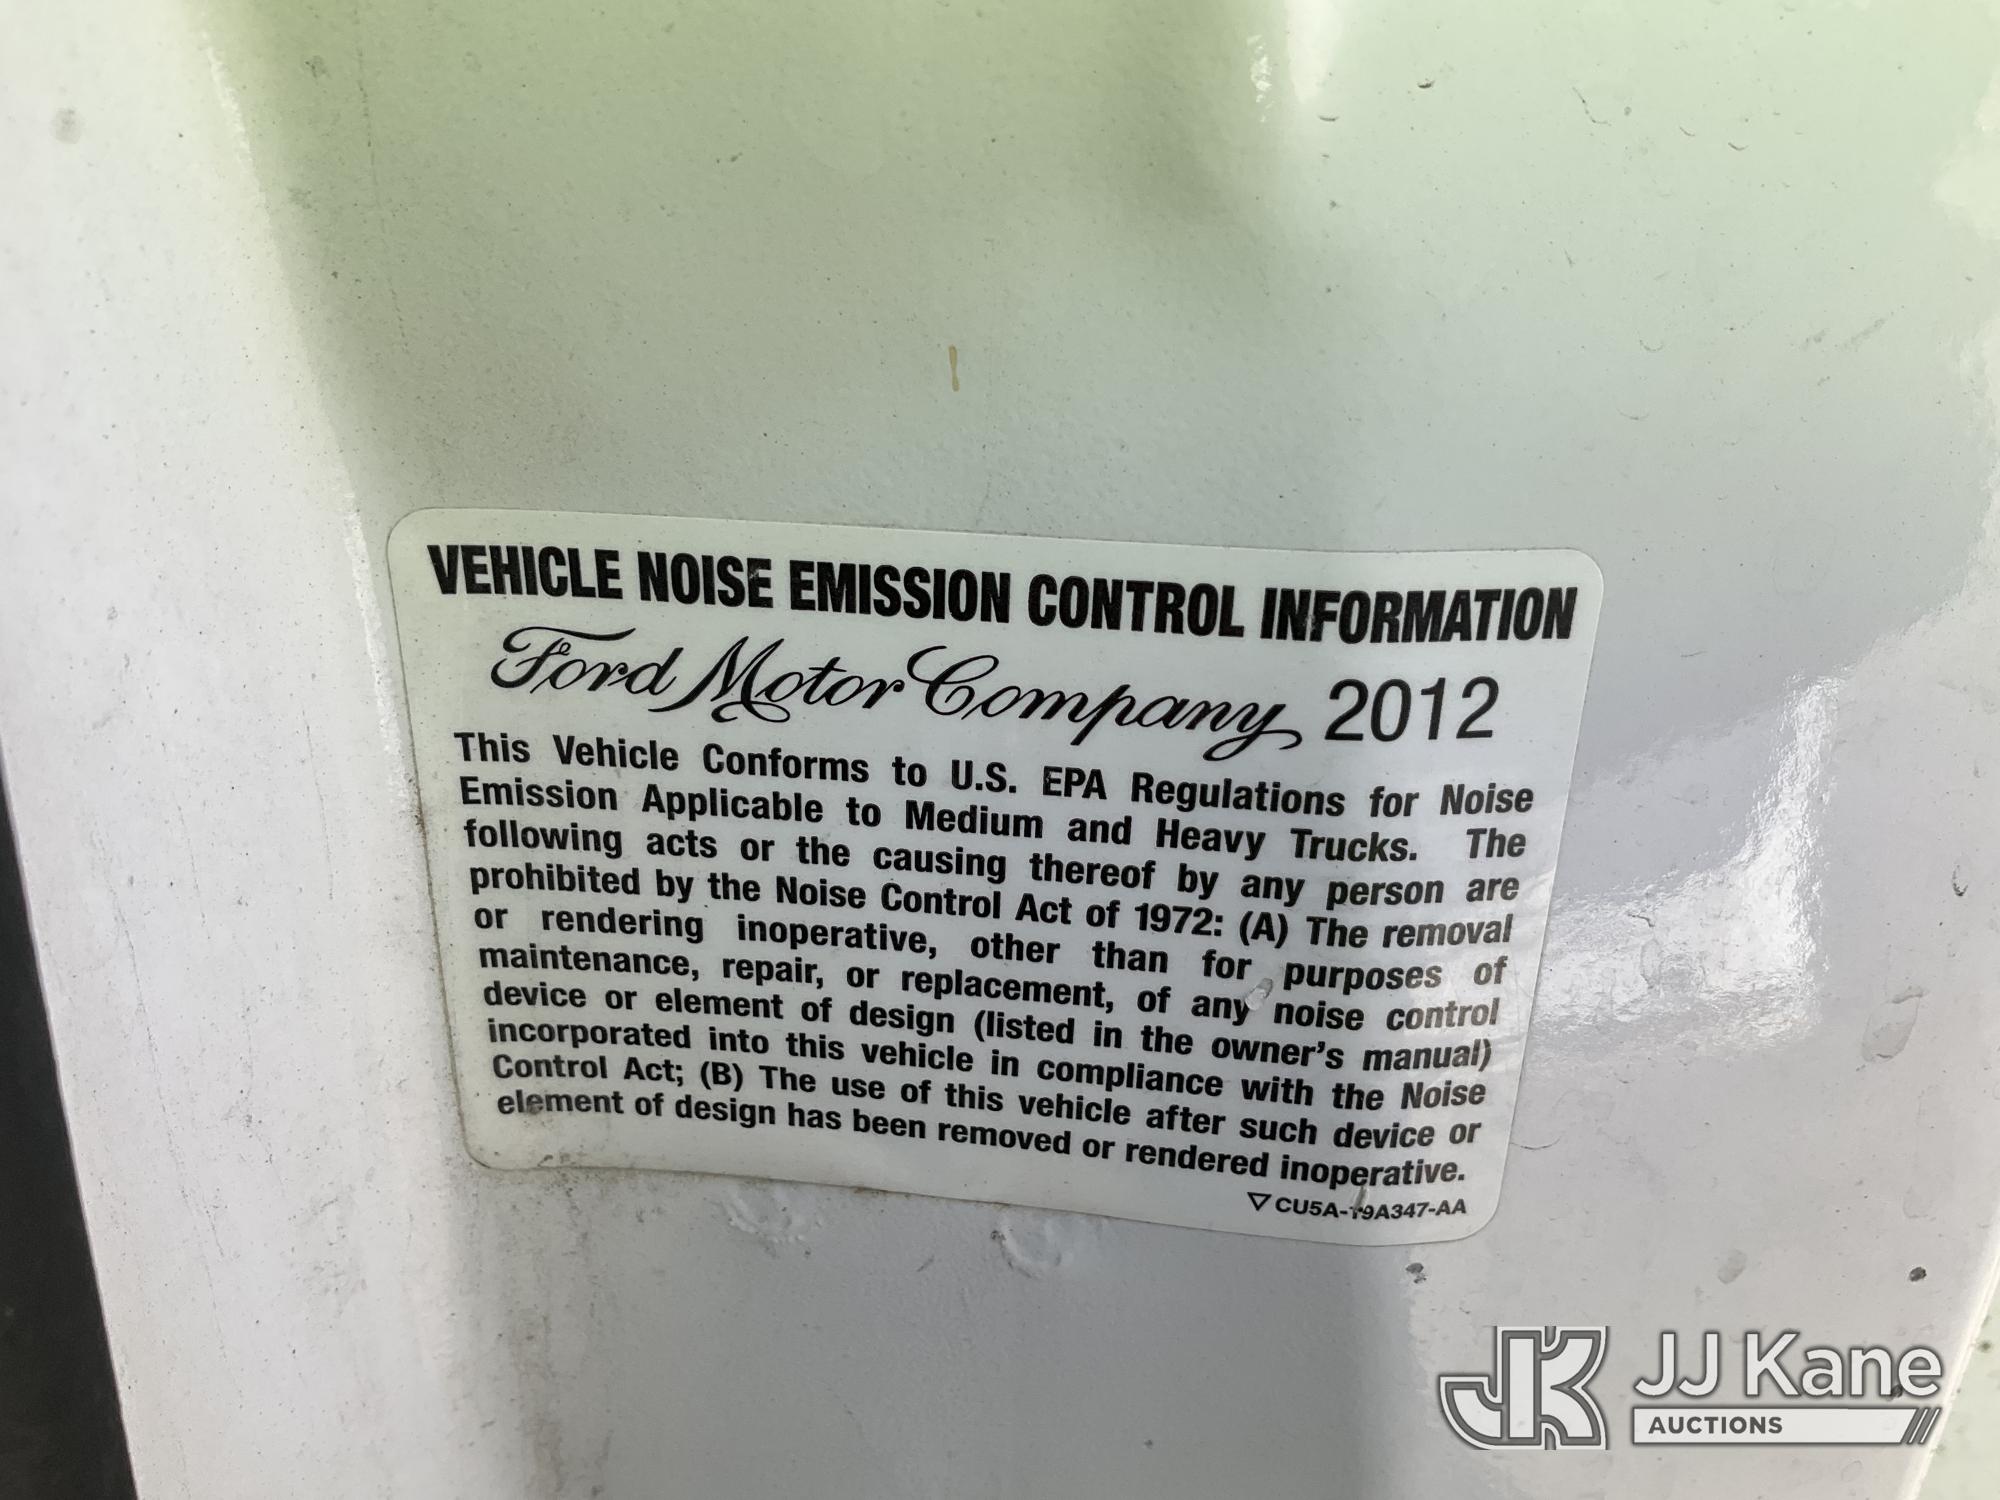 VEHICLE NOISE EMISSION CONTROL INFORMATION
Ford Motor Company 2012
This Vehicle Conforms to U.S. EPA Regulations for Noise
Emission Applicable to Medium and Heavy Trucks. The
following acts or the causing thereof by any person are
prohibited by the Noise Control Act of 1972: (A) The removal
or rendering inoperative, other than for purposes of
maintenance, repair, or replacement, of any noise control
device or element of design (listed in the owner's manual)
incorporated into this vehicle in compliance with the Noise
Control Act; (B) The use of this vehicle after such device or
element of design has been removed or rendered inoperative.
CU5A-19A347-AA
JK JJ Kane
AUCTIONS